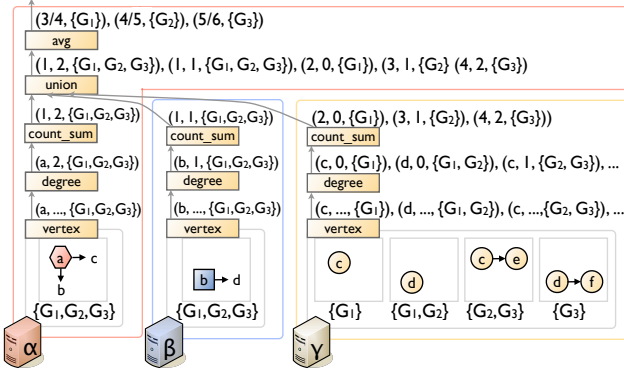 (3/4, {G₁}), (4/5, {G₂}), (5/6, {G₃})
avg
(1, 2, {G₁, G₂, G₃}), (1, 1, {G₁, G₂, G₃}), (2, 0, {G₁}), (3, 1, {G₂} (4, 2, {G₃})
union
(1, 2, {G₁,G₂,G₃}) (1, 1, {G₁,G₂,G₃}) (2, 0, {G₁}), (3, 1, {G₂}), (4, 2, {G₃}))
count_sum count_sum count_sum
(a, 2, {G₁,G₂,G₃}) (b, 1, {G₁,G₂,G₃}) (c, 0, {G₁}), (d, 0, {G₁, G₂}), (c, 1, {G₂, G₃}), ...
degree degree degree
(a, ..., {G₁,G₂,G₃}) (b, ..., {G₁,G₂,G₃}) (c, ..., {G₁}), (d, ..., {G₁, G₂}), (c, ...,{G₂, G₃}), ...
vertex vertex vertex
a c b
b d
c
d
c e
d f
{G₁,G₂,G₃} {G₁,G₂,G₃} {G₁} {G₁,G₂} {G₂,G₃} {G₃}
α β γ